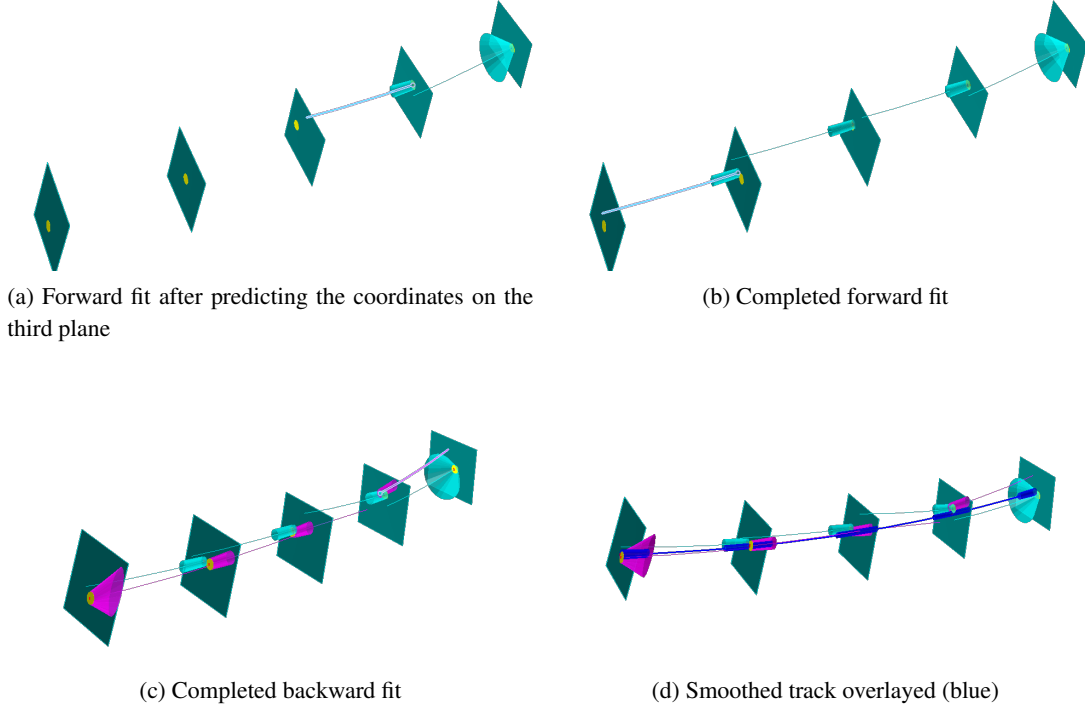 (a) Forward fit after predicting the coordinates on the
third plane
(b) Completed forward fit
(c) Completed backward fit
(d) Smoothed track overlayed (blue)